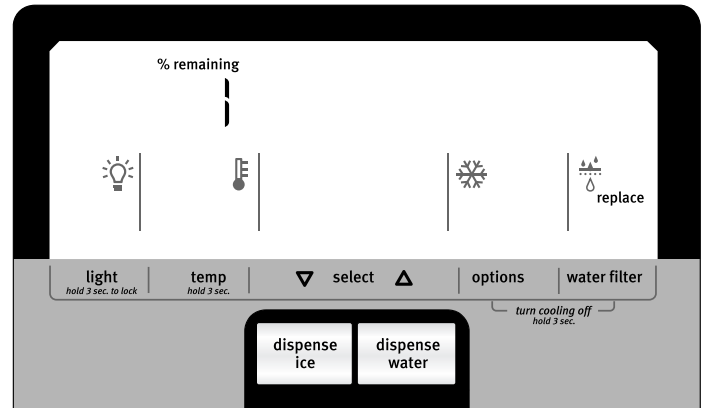 % remaining
1
replace
light temp select options water filter
hold 3 sec. to lock hold 3 sec.
turn cooling off
hold 3 sec.
dispense ice
dispense water